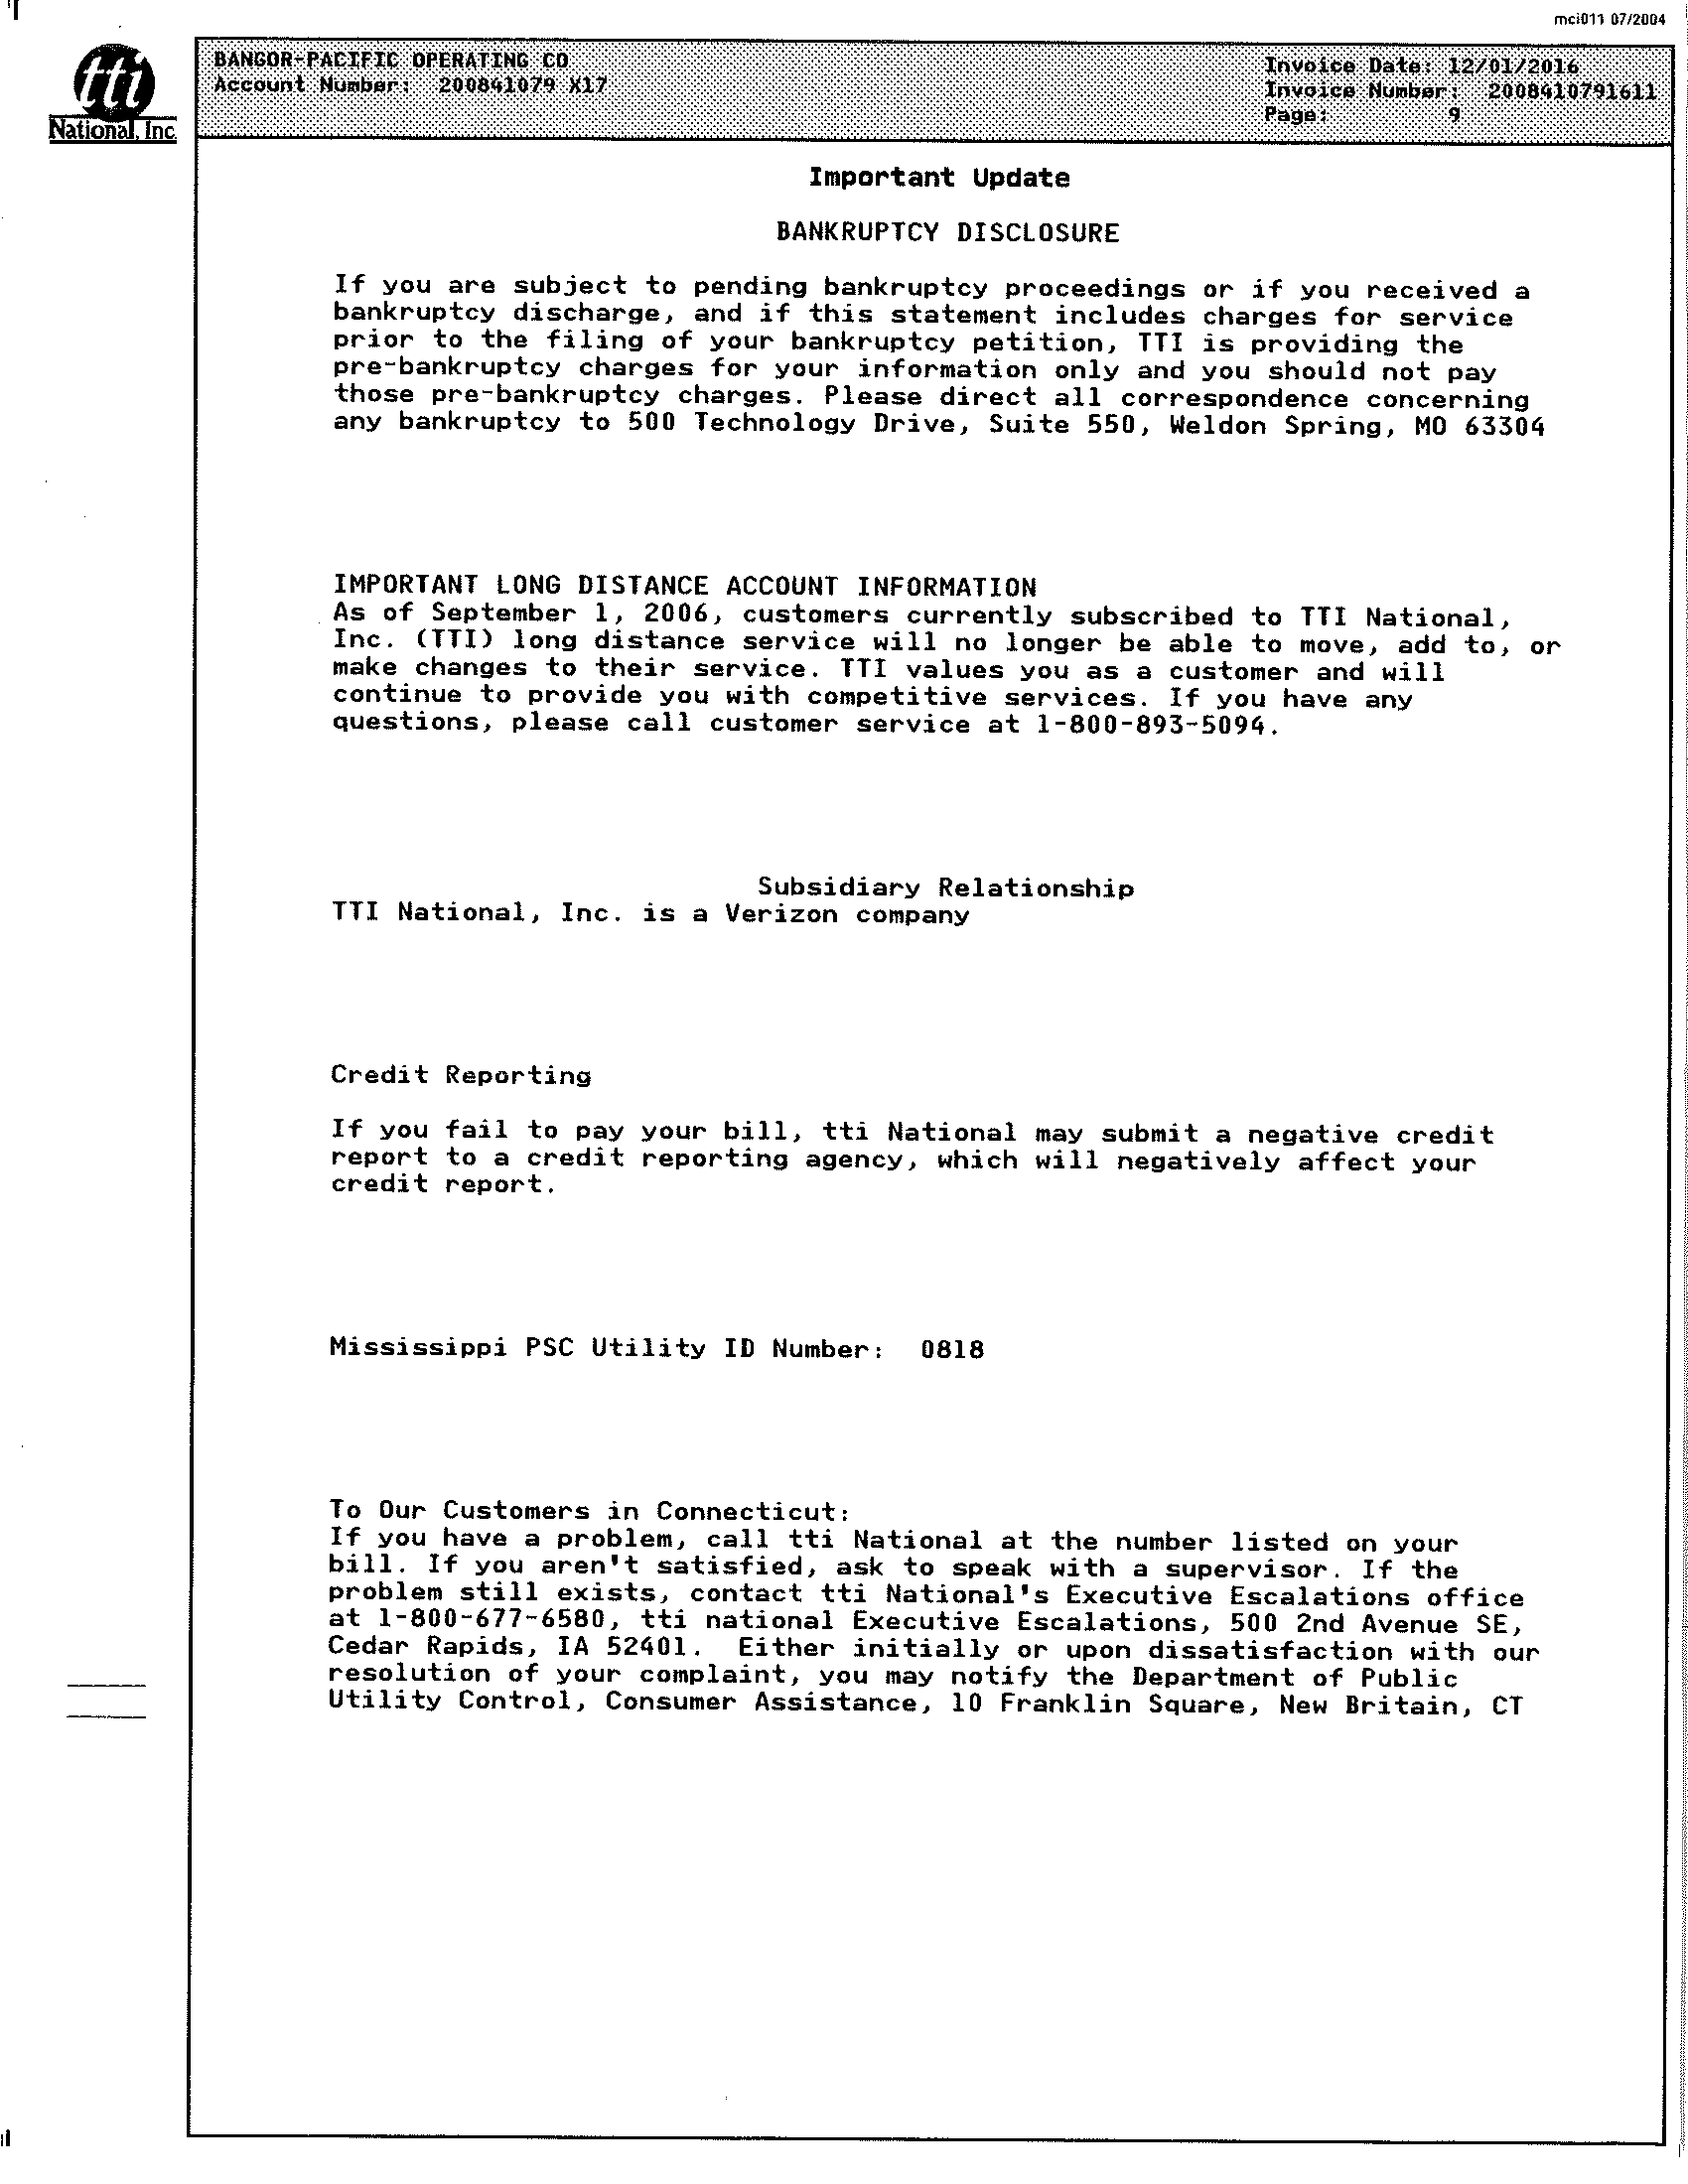 mci011 07/2004
tti
National, Inc
BANGOR-PACIFIC OPERATING CO
Account Number: 200841079 X17
Invoice Date: 12/01/2016
Invoice Number: 2008410791611
Page: 9
Important Update
BANKRUPTCY DISCLOSURE
If you are subject to pending bankruptcy proceedings or if you received a
bankruptcy discharge, and if this statement includes charges for service
prior to the filing of your bankruptcy petition, TTI is providing the
pre-bankruptcy charges for your information only and you should not pay
those pre-bankruptcy charges. Please direct all correspondence concerning
any bankruptcy to 500 Technology Drive, Suite 550, Weldon Spring, MO 63304
IMPORTANT LONG DISTANCE ACCOUNT INFORMATION
As of September 1, 2006, customers currently subscribed to TTI National,
Inc. (TTI) long distance service will no longer be able to move, add to, or
make changes to their service. TTI values you as a customer and will
continue to provide you with competitive services. If you have any
questions, please call customer service at 1-800-893-5094.
Subsidiary Relationship
TTI National, Inc. is a Verizon company
Credit Reporting
If you fail to pay your bill, tti National may submit a negative credit
report to a credit reporting agency, which will negatively affect your
credit report.
Mississippi PSC Utility ID Number: 0818
To Our Customers in Connecticut:
If you have a problem, call tti National at the number listed on your
bill. If you aren't satisfied, ask to speak with a supervisor. If the
problem still exists, contact tti National's Executive Escalations office
at 1-800-677-6580, tti national Executive Escalations, 500 2nd Avenue SE,
Cedar Rapids, IA 52401. Either initially or upon dissatisfaction with our
resolution of your complaint, you may notify the Department of Public
Utility Control, Consumer Assistance, 10 Franklin Square, New Britain, CT